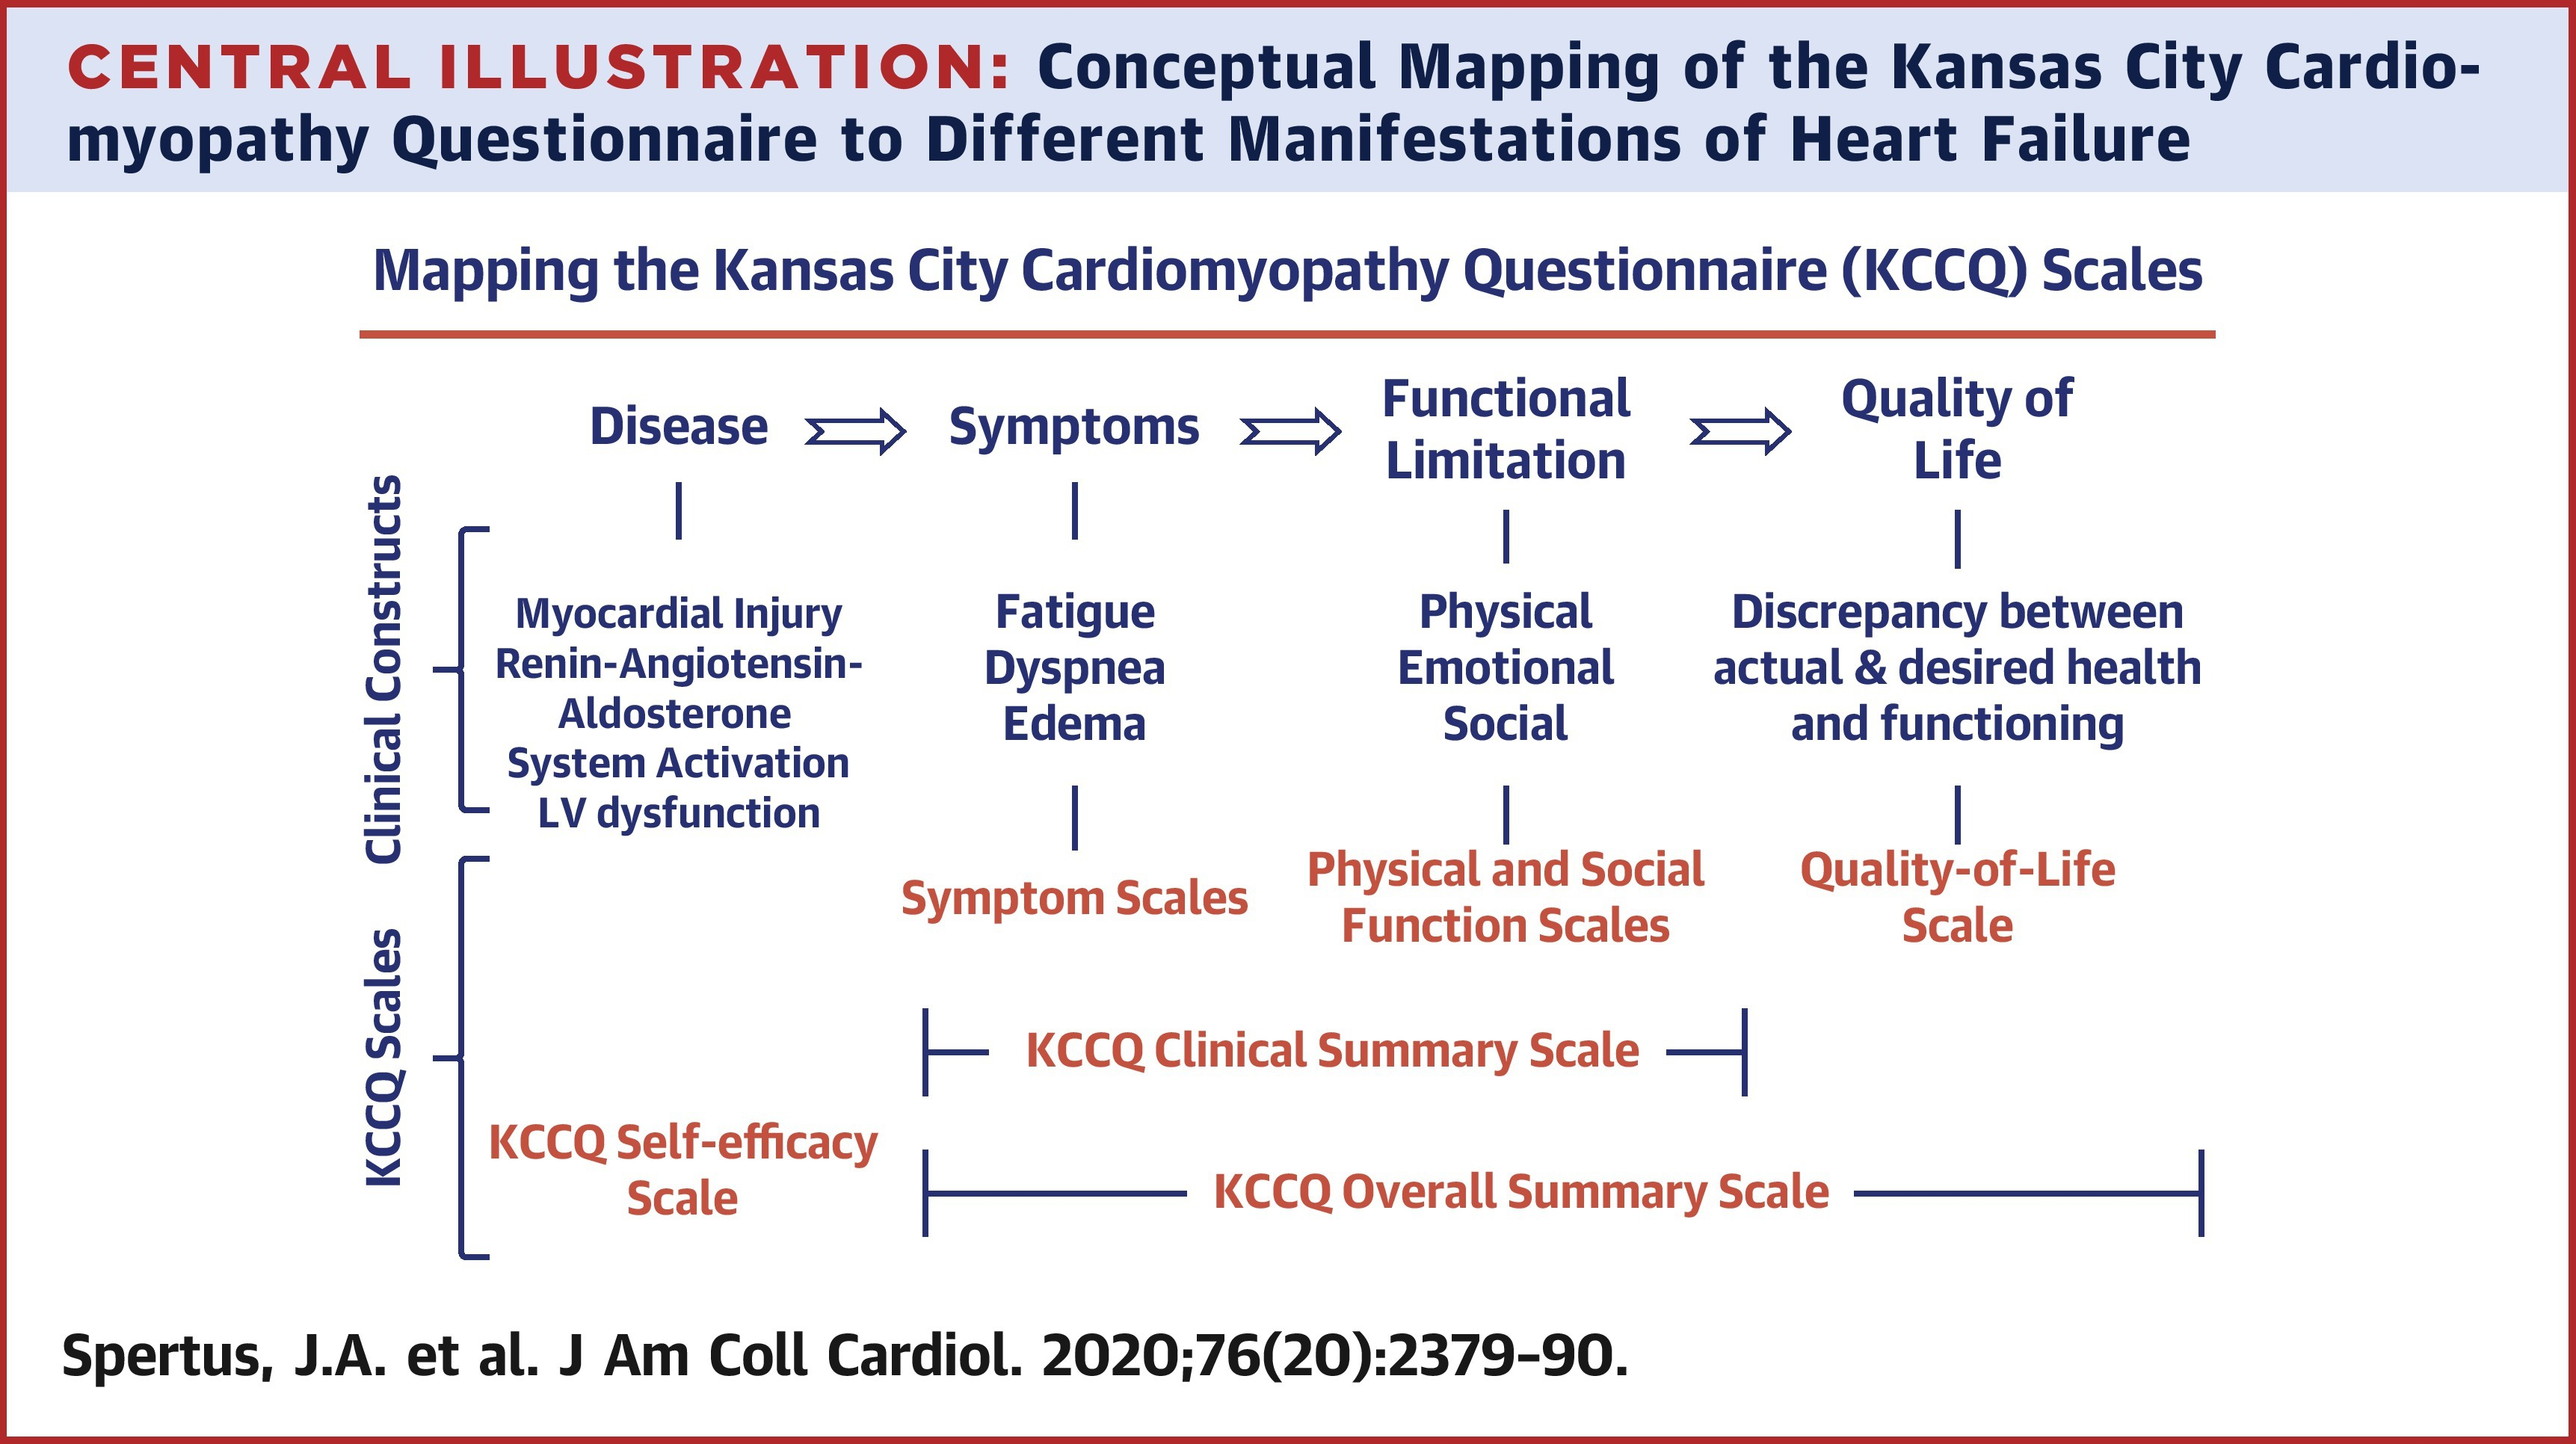 CENTRAL ILLUSTRATION: Conceptual Mapping of the Kansas City Cardio-
myopathy Questionnaire to Different Manifestations of Heart Failure
Mapping the Kansas City Cardiomyopathy Questionnaire (KCCQ) Scales
Disease
Symptoms
Functional
Limitation
Quality of
Life
Clinical Constructs
Myocardial Injury
Renin-Angiotensin-
Aldosterone
System Activation
LV dysfunction
Fatigue
Dyspnea
Edema
Physical
Emotional
Social
Discrepancy between
actual & desired health
and functioning
KCCQ Scales
Symptom Scales
Physical and Social
Function Scales
Quality-of-Life
Scale
KCCQ Clinical Summary Scale
KCCQ Self-efficacy
Scale
KCCQ Overall Summary Scale
Spertus, J.A. et al. J Am Coll Cardiol. 2020;76(20):2379–90.